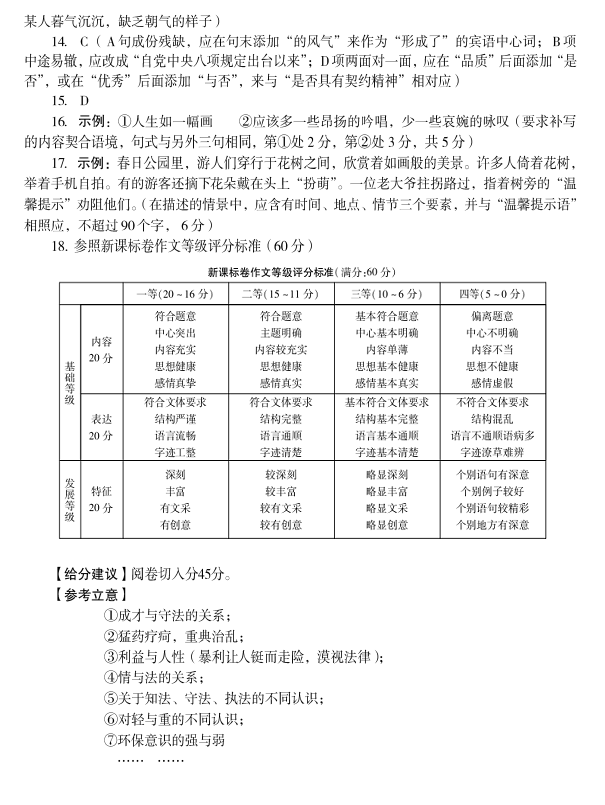 某人暮气沉沉，缺乏朝气的样子）
14. C（A句成份残缺，应在句末添加“的风气”来作为“形成了”的宾语中心词；B项
中途易辙，应改成“自党中央八项规定出台以来”；D项两面对一面，应在“品质”后面添加“是
否”，或在“优秀”后面添加“与否”，来与“是否具有契约精神”相对应）
15. D
16. 示例：①人生如一幅画　②应该多一些昂扬的吟唱，少一些哀婉的咏叹（要求补写
的内容契合语境，句式与另外三句相同，第①处2分，第②处3分，共5分）
17. 示例：春日公园里，游人们穿行于花树之间，欣赏着如画般的美景。许多人倚着花树，
举着手机自拍。有的游客还摘下花朵戴在头上“扮萌”。一位老大爷拄拐路过，指着树旁的“温
馨提示”劝阻他们。（在描述的情景中，应含有时间、地点、情节三个要素，并与“温馨提示语”
相照应，不超过90个字，6分）
18. 参照新课标卷作文等级评分标准（60分）
新课标卷作文等级评分标准（满分:60分）
一等(20~16分) 二等(15~11分) 三等(10~6分) 四等(5~0分)
基础等级
内容
20分
符合题意 符合题意 基本符合题意 偏离题意
中心突出 主题明确 中心基本明确 中心不明确
内容充实 内容较充实 内容单薄 内容不当
思想健康 思想健康 思想基本健康 思想不健康
感情真挚 感情真实 感情基本真实 感情虚假
表达
20分
符合文体要求 符合文体要求 基本符合文体要求 不符合文体要求
结构严谨 结构完整 结构基本完整 结构混乱
语言流畅 语言通顺 语言基本通顺 语言不通顺语病多
字迹工整 字迹清楚 字迹基本清楚 字迹潦草难辨
发展等级
特征
20分
深刻 较深刻 略显深刻 个别语句有深意
丰富 较丰富 略显丰富 个别例子较好
有文采 较有文采 略显文采 个别语句较精彩
有创意 较有创意 略显创意 个别地方有深意
【给分建议】阅卷切入分45分。
【参考立意】
①成才与守法的关系；
②猛药疗疴，重典治乱；
③利益与人性（暴利让人铤而走险，漠视法律）；
④情与法的关系；
⑤关于知法、守法、执法的不同认识；
⑥对轻与重的不同认识；
⑦环保意识的强与弱
…… ……